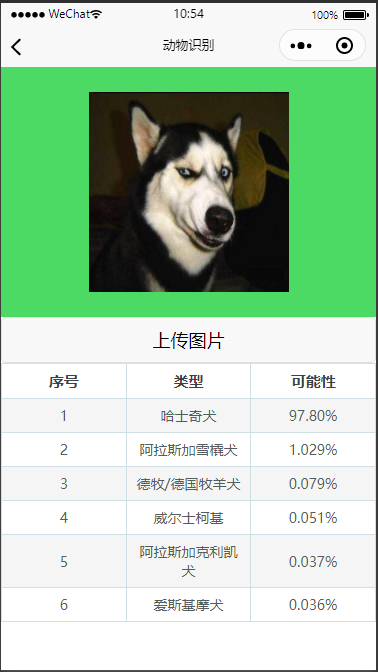 ●●●●● WeChat 10:54 100%
动物识别
上传图片
序号 类型 可能性
1 哈士奇犬 97.80%
2 阿拉斯加雪橇犬 1.029%
3 德牧/德国牧羊犬 0.079%
4 威尔士柯基 0.051%
5 阿拉斯加克利凯
犬 0.037%
6 爱斯基摩犬 0.036%